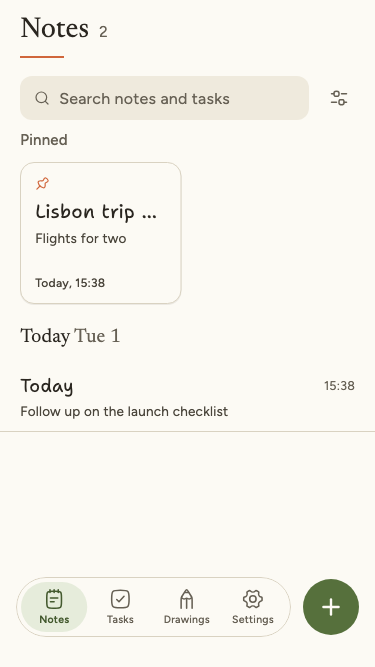 Notes 2
Search notes and tasks
Pinned
Lisbon trip ...
Flights for two
Today, 15:38
Today Tue 1
Today 15:38
Follow up on the launch checklist
Notes Tasks Drawings Settings